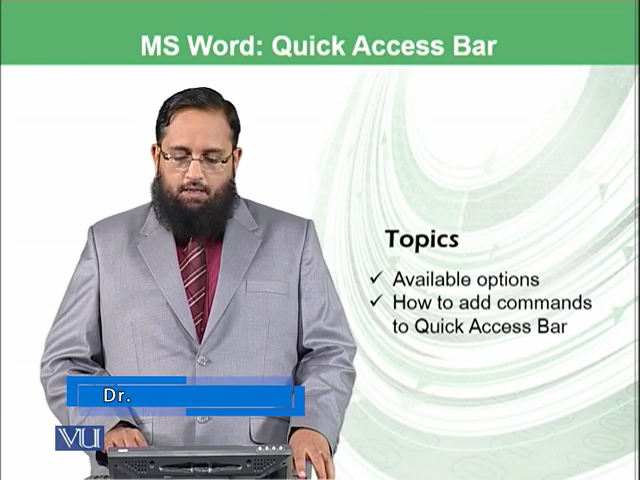 MS Word: Quick Access Bar
Topics
✓ Available options
✓ How to add commands
to Quick Access Bar
Dr.
VU